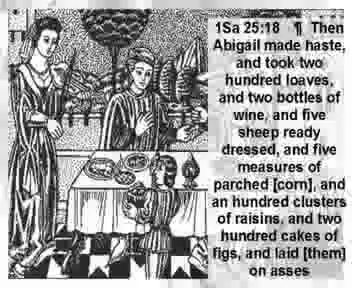 1Sa 25:18 ¶ Then
Abigail made haste,
and took two
hundred loaves,
and two bottles of
wine, and five
sheep ready
dressed, and five
measures of
parched [corn], and
an hundred clusters
of raisins, and two
hundred cakes of
figs, and laid [them]
on asses